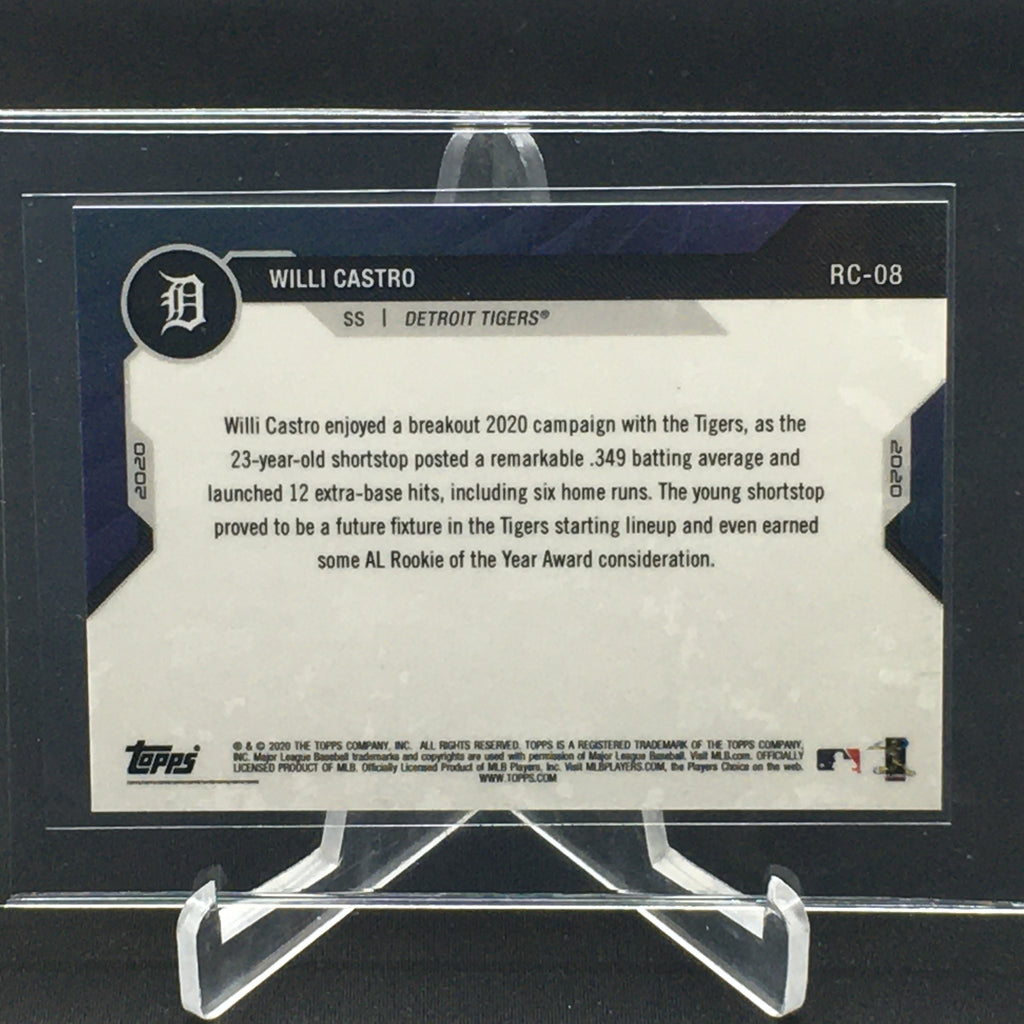 D
WILLI CASTRO
RC-08
SS | DETROIT TIGERS®
Willi Castro enjoyed a breakout 2020 campaign with the Tigers, as the
23-year-old shortstop posted a remarkable .349 batting average and
launched 12 extra-base hits, including six home runs. The young shortstop
proved to be a future fixture in the Tigers starting lineup and even earned
some AL Rookie of the Year Award consideration.
2020
2020
topps
® & © 2020 THE TOPPS COMPANY, INC. ALL RIGHTS RESERVED. TOPPS IS A REGISTERED TRADEMARK OF THE TOPPS COMPANY,
INC. Major League Baseball trademarks and copyrights are used with permission of Major League Baseball. Visit MLB.com. OFFICIALLY
LICENSED PRODUCT OF MLB. Officially Licensed Product of MLB Players, Inc. Visit MLBPLAYERS.COM, the Players Choice on the web.
WWW.TOPPS.COM